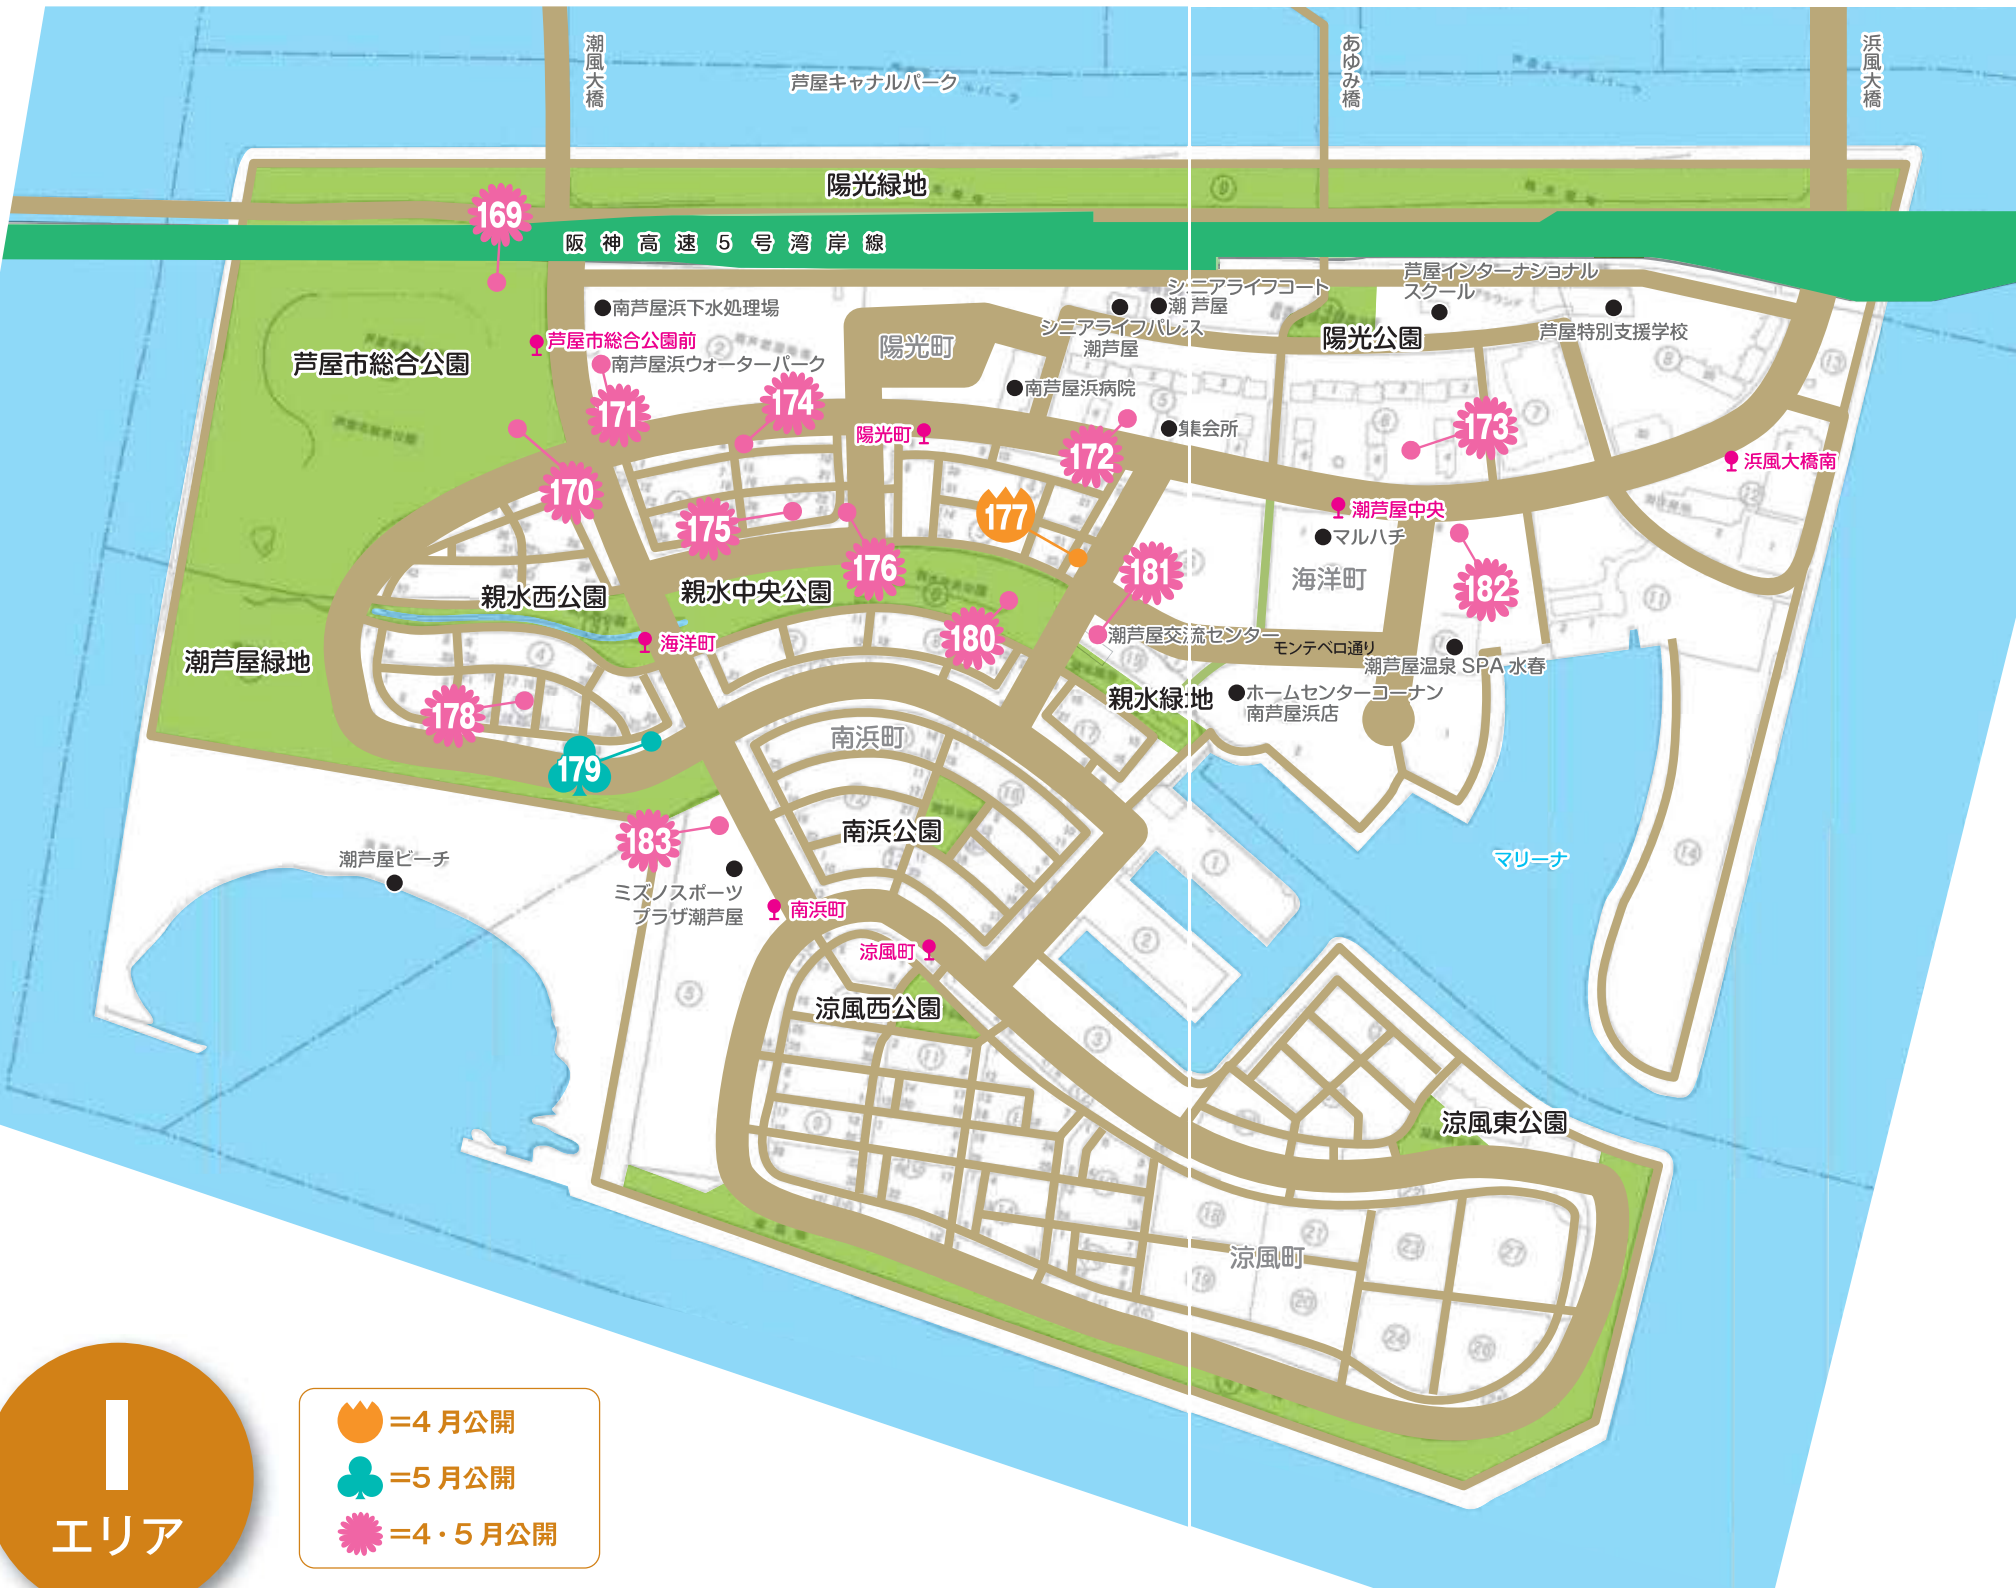 潮風大橋
芦屋キャナルパーク
あゆみ橋
浜風大橋
陽光緑地
169
阪神高速5号湾岸線
芦屋インターナショナル
スクール
シニアライフコート
潮芦屋
南芦屋浜下水処理場
シニアライフパレス
潮芦屋
陽光公園
芦屋特別支援学校
芦屋市総合公園前
陽光町
芦屋市総合公園
南芦屋浜ウォーターパーク
171
174
南芦屋浜病院
172
集会所
173
陽光町
浜風大橋南
170
175
177
潮芦屋中央
マルハチ
176
181
海洋町
182
親水西公園
親水中央公園
180
海洋町
潮芦屋交流センター
モンテベロ通り
潮芦屋緑地
潮芦屋温泉 SPA 水春
178
親水緑地
ホームセンターコーナン
南芦屋浜店
南浜町
179
183
南浜公園
潮芦屋ビーチ
マリーナ
ミズノスポーツ
プラザ潮芦屋
南浜町
涼風町
涼風西公園
涼風東公園
涼風町
I
エリア
=4月公開
=5月公開
=4・5月公開